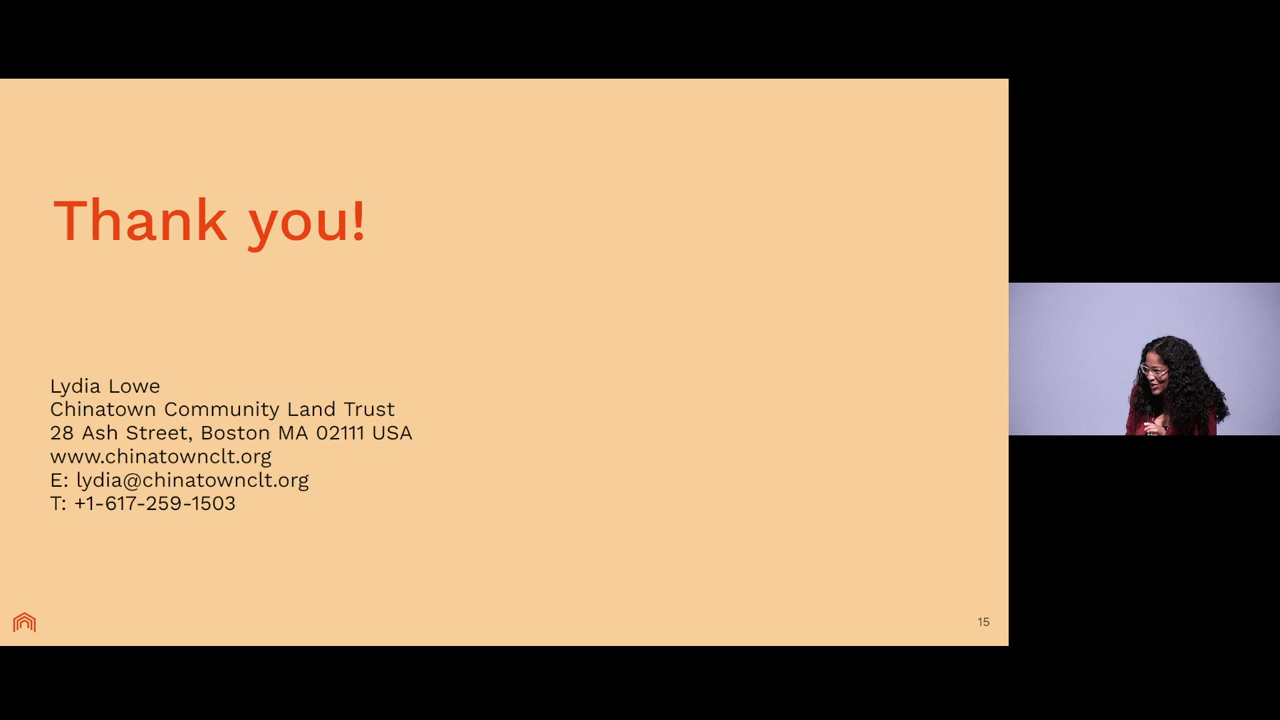 Thank you!
Lydia Lowe
Chinatown Community Land Trust
28 Ash Street, Boston MA 02111 USA
www.chinatownclt.org
E: lydia@chinatownclt.org
T: +1-617-259-1503
15